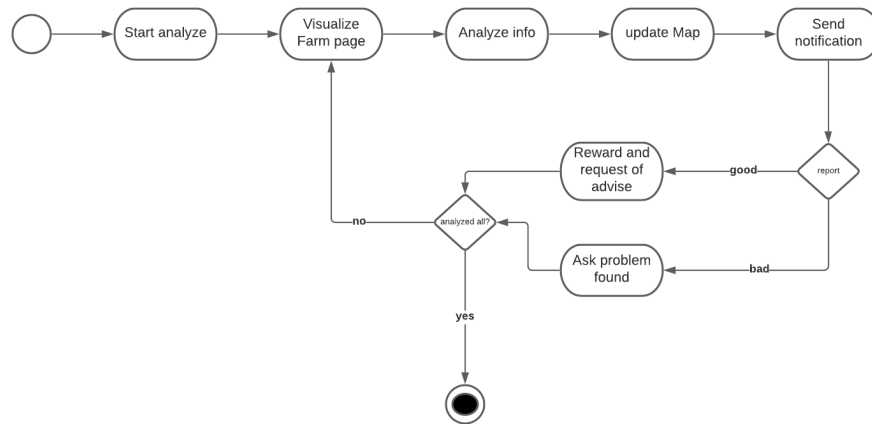 Start analyze
Visualize
Farm page
Analyze info
update Map
Send
notification
Reward and
request of
advise
good
report
no
analyzed all?
Ask problem
found
bad
yes